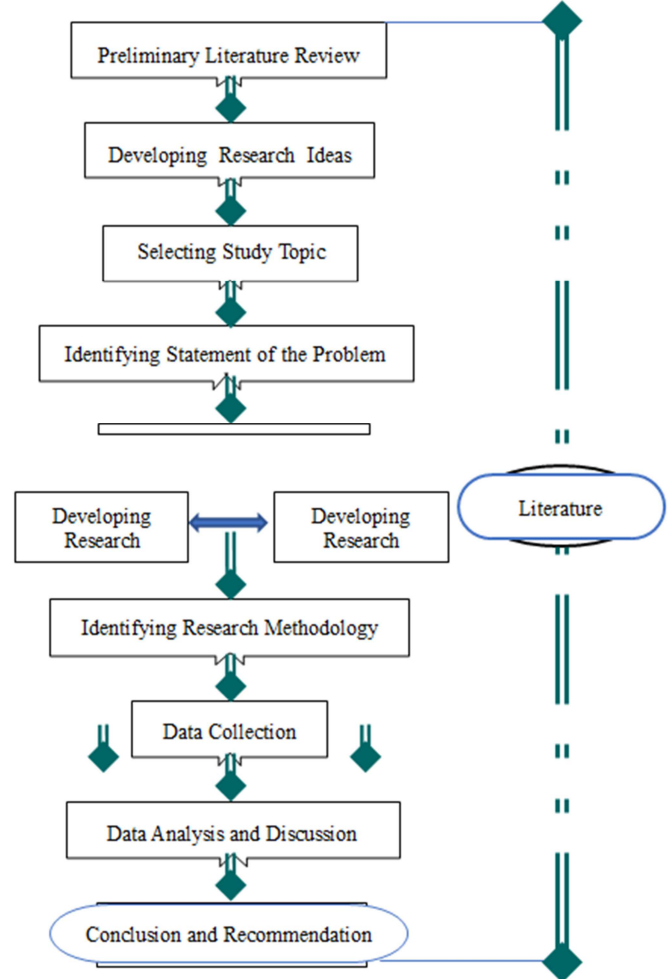 Preliminary Literature Review
Developing Research Ideas
Selecting Study Topic
Identifying Statement of the Problem
Developing
Research
Developing
Research
Literature
Identifying Research Methodology
Data Collection
Data Analysis and Discussion
Conclusion and Recommendation